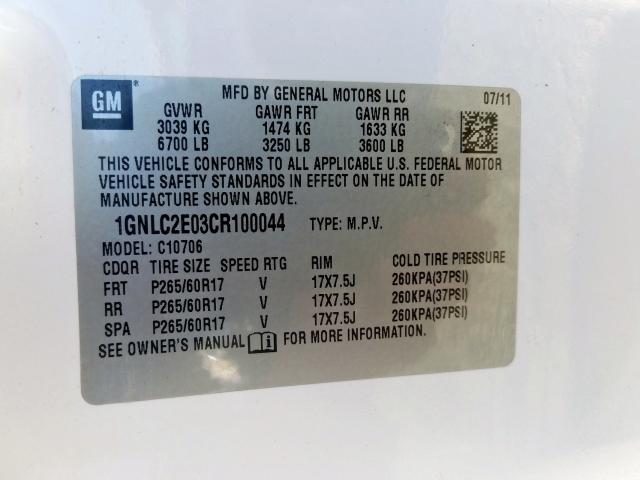 GM
MFD BY GENERAL MOTORS LLC 07/11
GVWR GAWR FRT GAWR RR
3039 KG 1474 KG 1633 KG
6700 LB 3250 LB 3600 LB
THIS VEHICLE CONFORMS TO ALL APPLICABLE U.S. FEDERAL MOTOR
VEHICLE SAFETY STANDARDS IN EFFECT ON THE DATE OF
MANUFACTURE SHOWN ABOVE.
1GNLC2E03CR100044 TYPE: M.P.V.
MODEL: C10706
CDQR TIRE SIZE SPEED RTG RIM COLD TIRE PRESSURE
FRT P265/60R17 V 17X7.5J 260KPA(37PSI)
RR P265/60R17 V 17X7.5J 260KPA(37PSI)
SPA P265/60R17 V 17X7.5J 260KPA(37PSI)
SEE OWNER'S MANUAL FOR MORE INFORMATION.